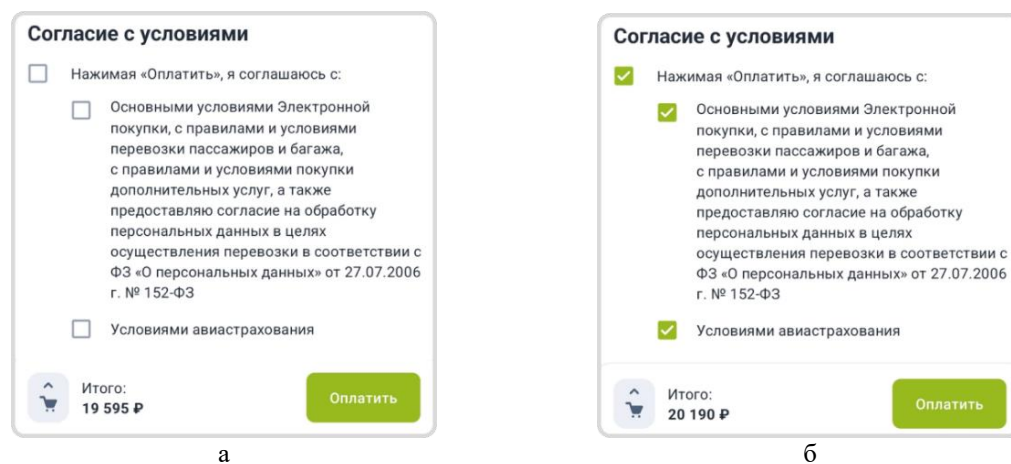 Согласие с условиями
Нажимая «Оплатить», я соглашаюсь с:
Основными условиями Электронной
покупки, с правилами и условиями
перевозки пассажиров и багажа,
с правилами и условиями покупки
дополнительных услуг, а также
предоставляю согласие на обработку
персональных данных в целях
осуществления перевозки в соответствии с
ФЗ «О персональных данных» от 27.07.2006
г. № 152-ФЗ
Условиями авиастрахования
Итого:
19 595 ₽
Оплатить
а
Согласие с условиями
Нажимая «Оплатить», я соглашаюсь с:
Основными условиями Электронной
покупки, с правилами и условиями
перевозки пассажиров и багажа,
с правилами и условиями покупки
дополнительных услуг, а также
предоставляю согласие на обработку
персональных данных в целях
осуществления перевозки в соответствии с
ФЗ «О персональных данных» от 27.07.2006
г. № 152-ФЗ
Условиями авиастрахования
Итого:
20 190 ₽
Оплатить
б